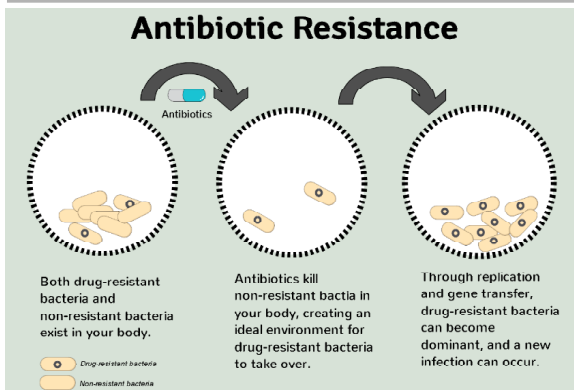 Antibiotic Resistance
Antibiotics
Both drug-resistant
bacteria and
non-resistant bacteria
exist in your body.
Antibiotics kill
non-resistant bactia in
your body, creating an
ideal environment for
drug-resistant bacteria
to take over.
Through replication
and gene transfer,
drug-resistant bacteria
can become
dominant, and a new
infection can occur.
Drug-resistant bacteria
Non-resistant bacteria